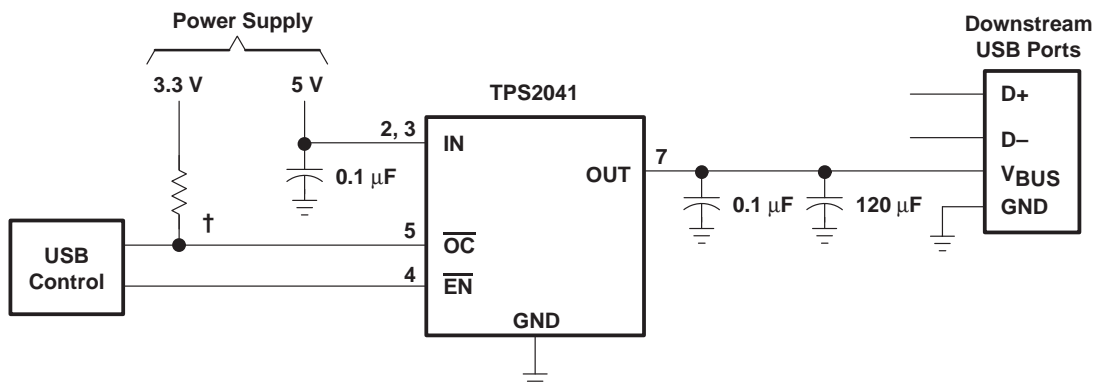 Power Supply
3.3 V
5 V
TPS2041
Downstream
USB Ports
2, 3
IN
0.1 μF
OUT
7
0.1 μF
120 μF
D+
D–
VBUS
GND
†
USB
Control
5
OC
4
EN
GND